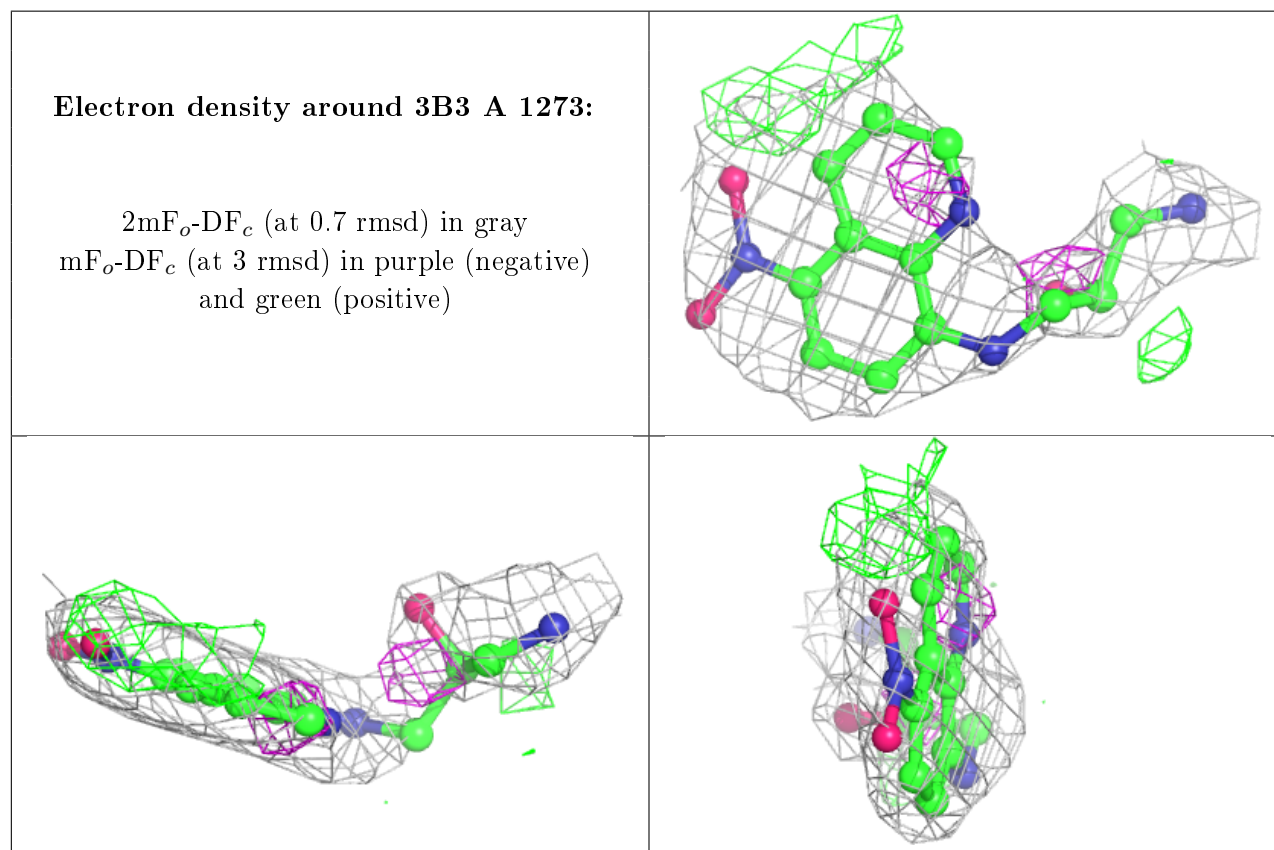 Electron density around 3B3 A 1273:
2mFₒ-DF𝒸 (at 0.7 rmsd) in gray
mFₒ-DF𝒸 (at 3 rmsd) in purple (negative)
and green (positive)